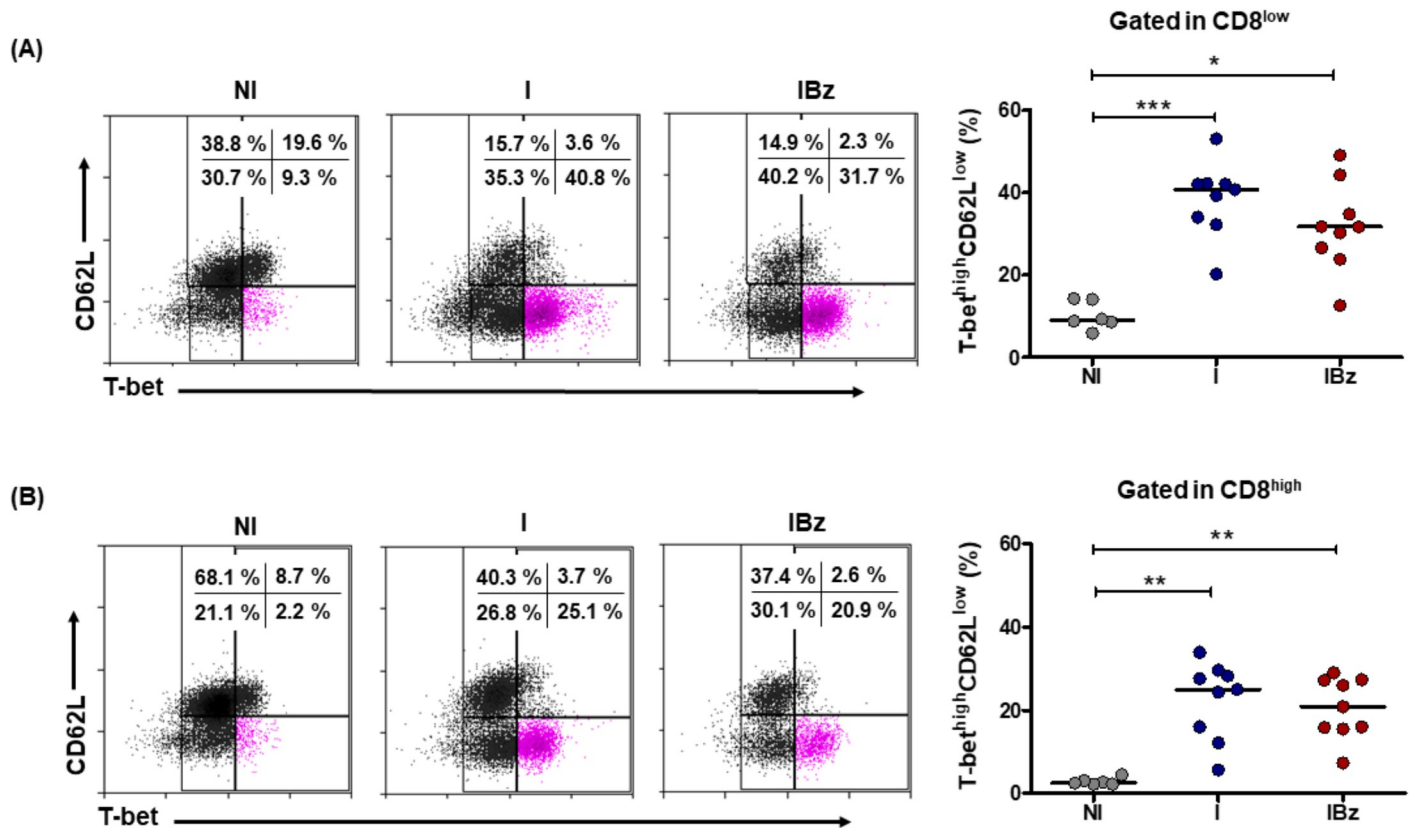 (A)
NI
I
IBz
38.8 % 19.6 %
30.7 % 9.3 %
15.7 % 3.6 %
35.3 % 40.8 %
14.9 % 2.3 %
40.2 % 31.7 %
CD62L
T-bet
Gated in CD8low
*
***
T-bethighCD62Llow (%)
60
40
20
0
NI I IBz
(B)
NI
I
IBz
68.1 % 8.7 %
21.1 % 2.2 %
40.3 % 3.7 %
26.8 % 25.1 %
37.4 % 2.6 %
30.1 % 20.9 %
CD62L
T-bet
Gated in CD8high
**
**
T-bethighCD62Llow (%)
60
40
20
0
NI I IBz